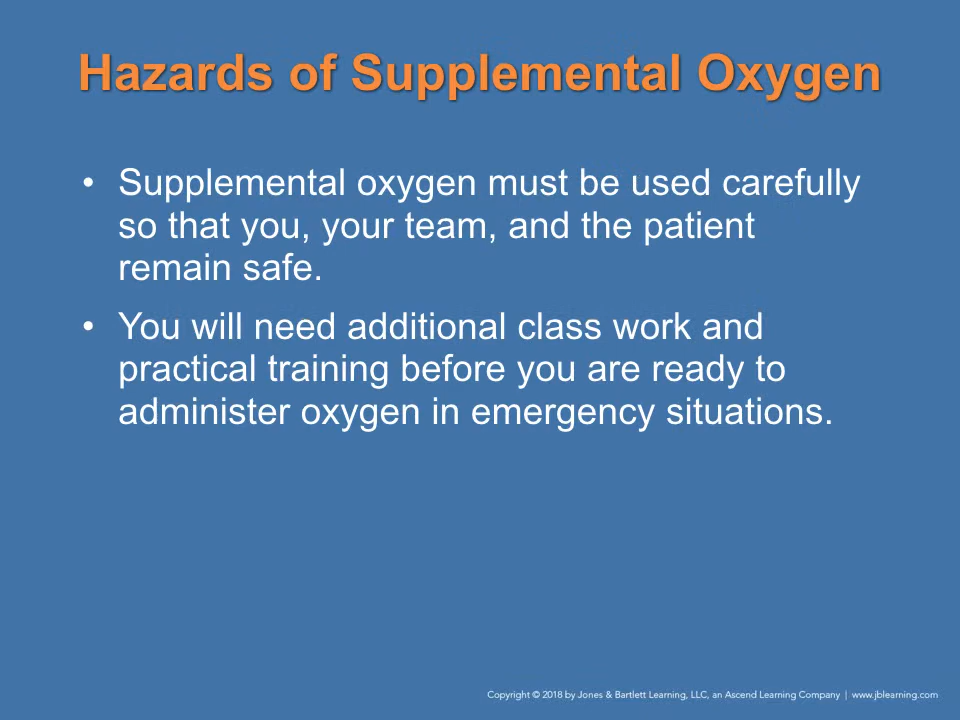 Hazards of Supplemental Oxygen
• Supplemental oxygen must be used carefully
so that you, your team, and the patient
remain safe.
• You will need additional class work and
practical training before you are ready to
administer oxygen in emergency situations.
Copyright © 2018 by Jones & Bartlett Learning, LLC, an Ascend Learning Company | www.jblearning.com